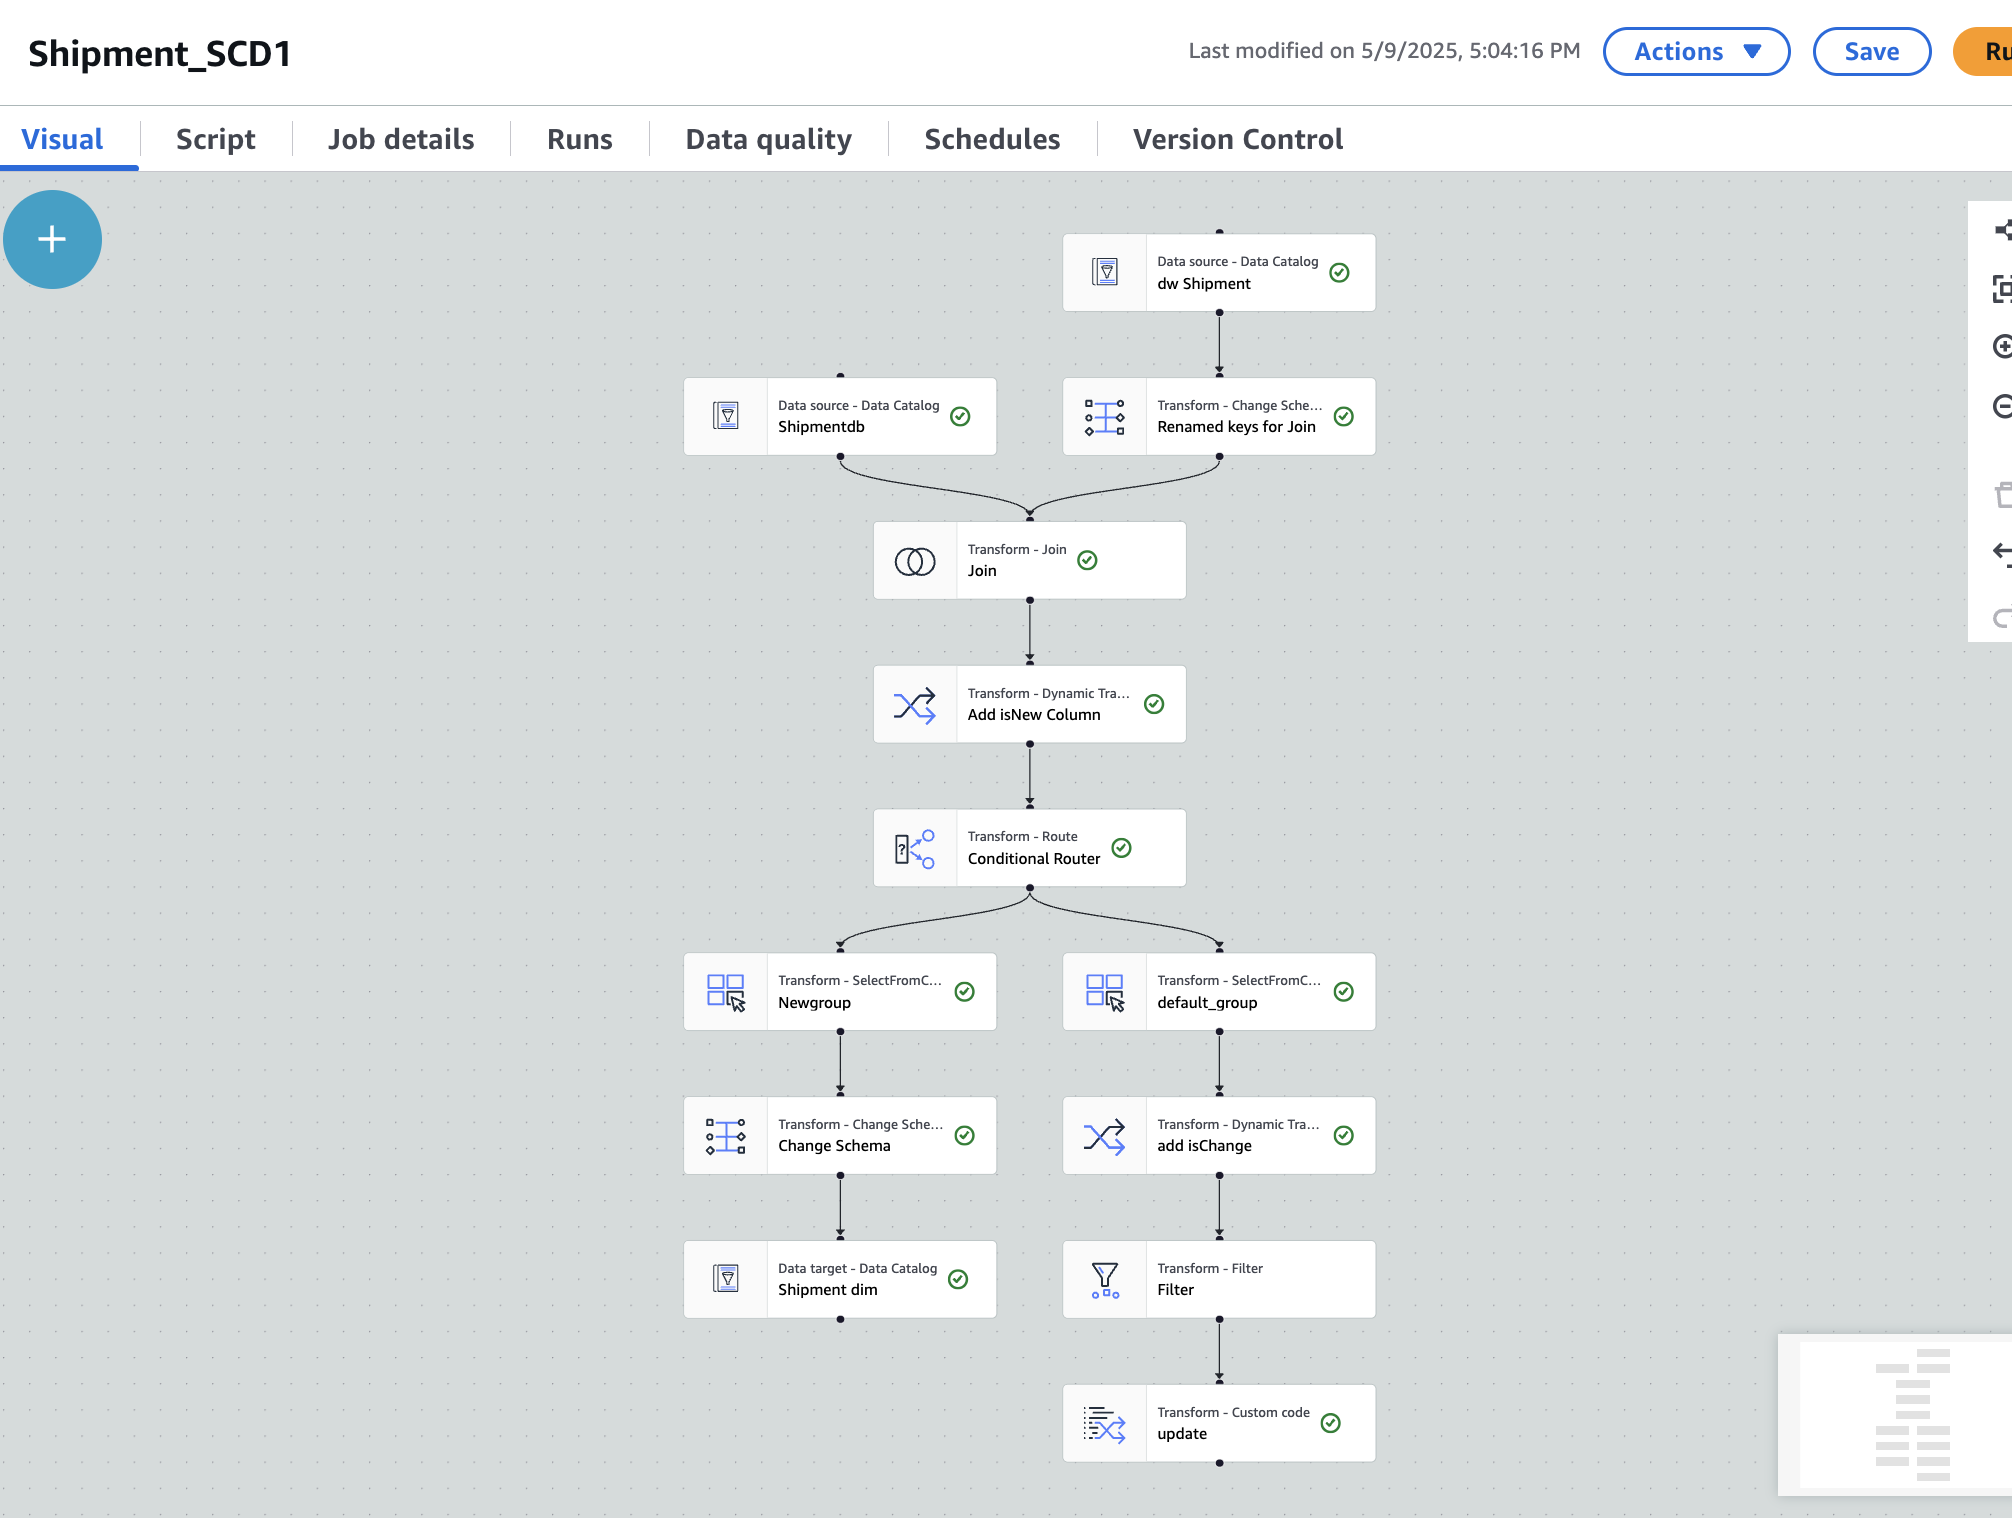 Shipment_SCD1
Last modified on 5/9/2025, 5:04:16 PM
Actions
Save
Ru
Visual
Script
Job details
Runs
Data quality
Schedules
Version Control
Data source - Data Catalog
dw Shipment
Data source - Data Catalog
Shipmentdb
Transform - Change Sche...
Renamed keys for Join
Transform - Join
Join
Transform - Dynamic Tra...
Add isNew Column
Transform - Route
Conditional Router
Transform - SelectFromC...
Newgroup
Transform - SelectFromC...
default_group
Transform - Change Sche...
Change Schema
Transform - Dynamic Tra...
add isChange
Data target - Data Catalog
Shipment dim
Transform - Filter
Filter
Transform - Custom code
update